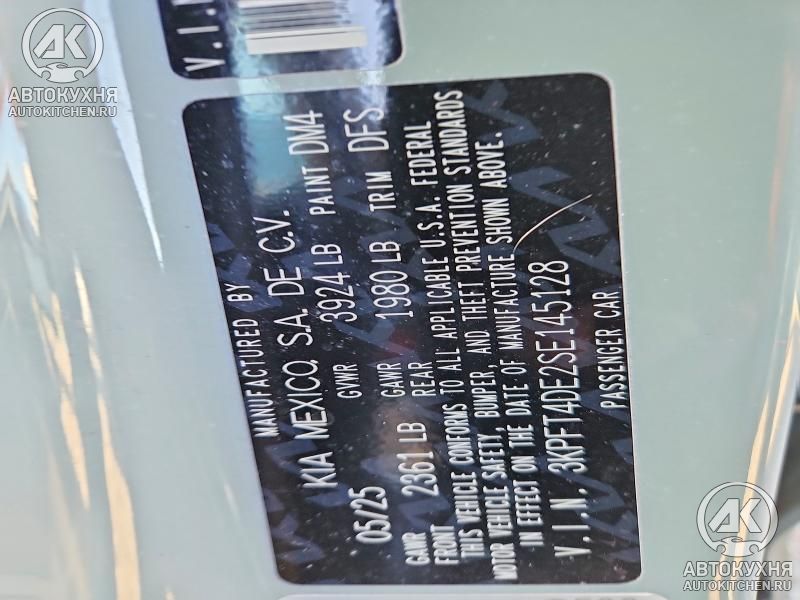 V.I.N
MANUFACTURED BY
KIA MEXICO, S.A. DE C.V.
05/25 GVWR 3924 LB PAINT DM4
GAWR FRONT 2361 LB GAWR REAR 1980 LB TRIM DFS
THIS VEHICLE CONFORMS TO ALL APPLICABLE U.S.A. FEDERAL
MOTOR VEHICLE SAFETY, BUMPER, AND THEFT PREVENTION STANDARDS
IN EFFECT ON THE DATE OF MANUFACTURE SHOWN ABOVE.
V.I.N. 3KPFT4DE2SE145128
PASSENGER CAR
АК
АВТОКУХНЯ
AUTOKITCHEN.RU
АК
АВТОКУХНЯ
AUTOKITCHEN.RU